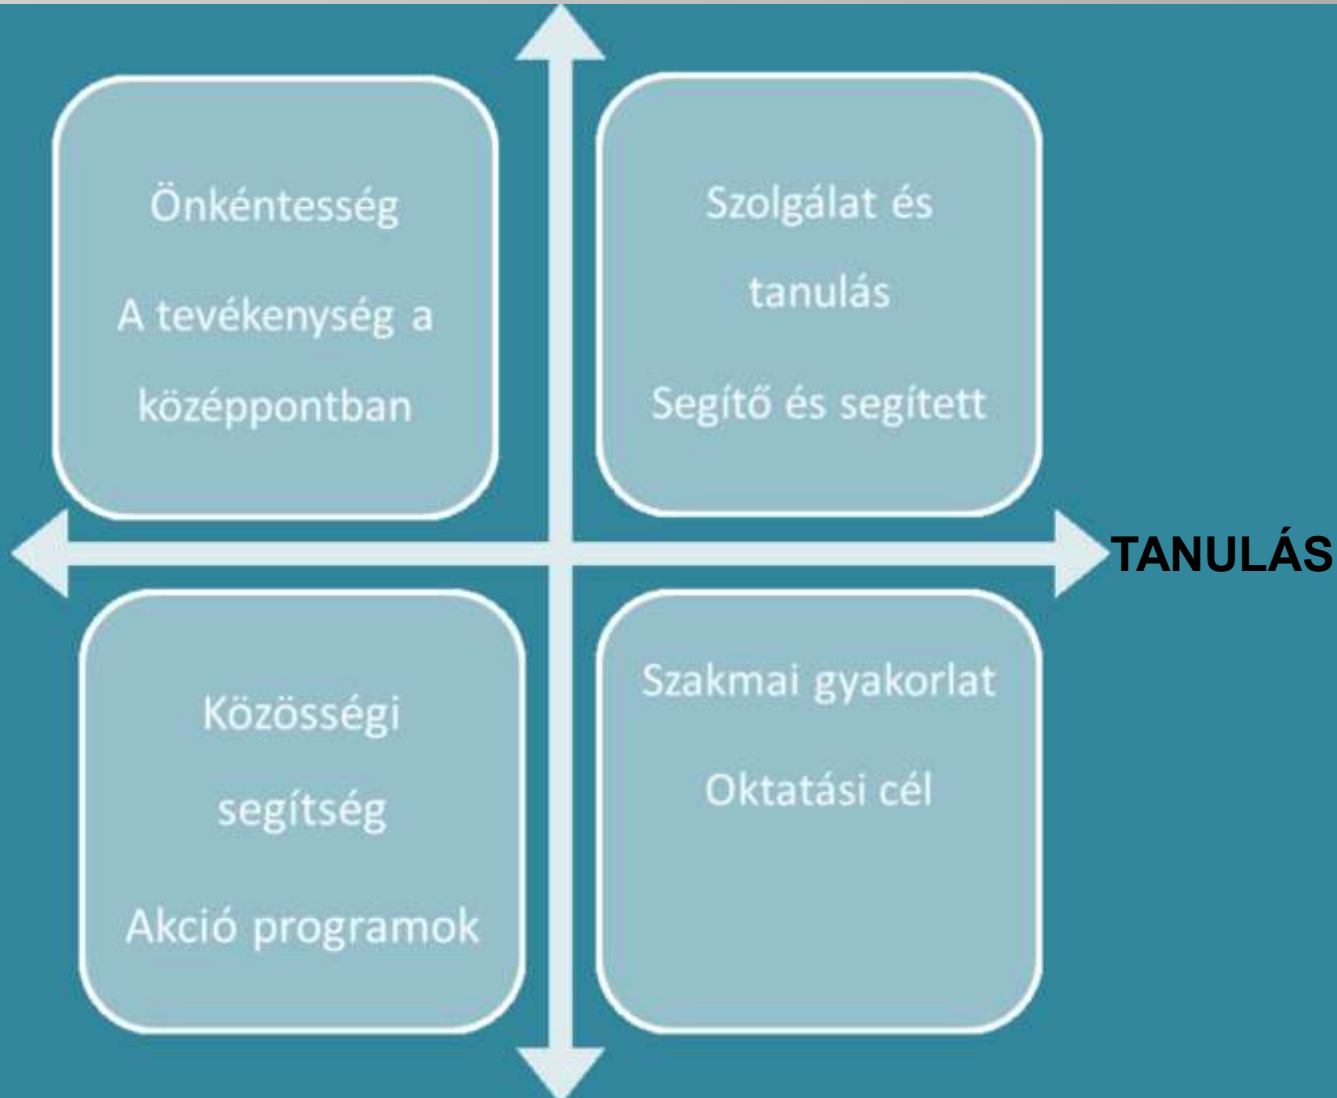 Önkéntesség
A tevékenység a
középpontban
Szolgálat és
tanulás
Segítő és segített
TANULÁS
Közösségi
segítség
Akció programok
Szakmai gyakorlat
Oktatási cél